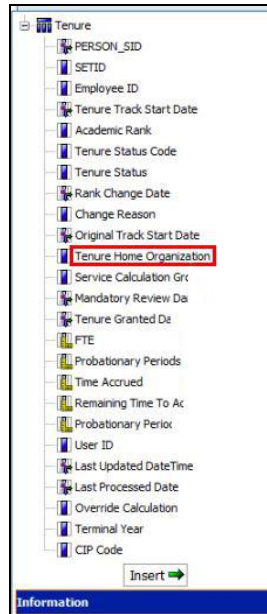 Tenure
PERSON_SID
SETID
Employee ID
Tenure Track Start Date
Academic Rank
Tenure Status Code
Tenure Status
Rank Change Date
Change Reason
Original Track Start Date
Tenure Home Organization
Service Calculation Gro
Mandatory Review Da
Tenure Granted Da
FTE
Probationary Periods
Time Accrued
Remaining Time To Ac
Probationary Perioc
User ID
Last Updated DateTime
Last Processed Date
Override Calculation
Terminal Year
CIP Code
Insert
Information